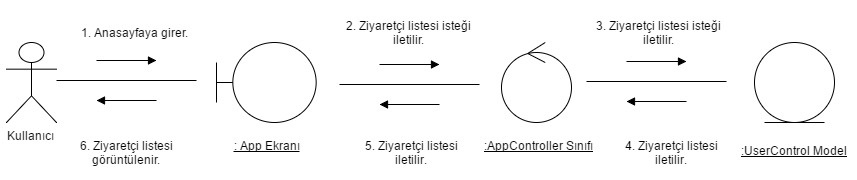 1. Anasayfaya girer.
2. Ziyaretçi listesi isteği
iletilir.
3. Ziyaretçi listesi isteği
iletilir.
Kullanıcı
6. Ziyaretçi listesi
görüntülenir.
: App Ekranı
5. Ziyaretçi listesi
iletilir.
:AppController Sınıfı
4. Ziyaretçi listesi
iletilir.
:UserControl Model